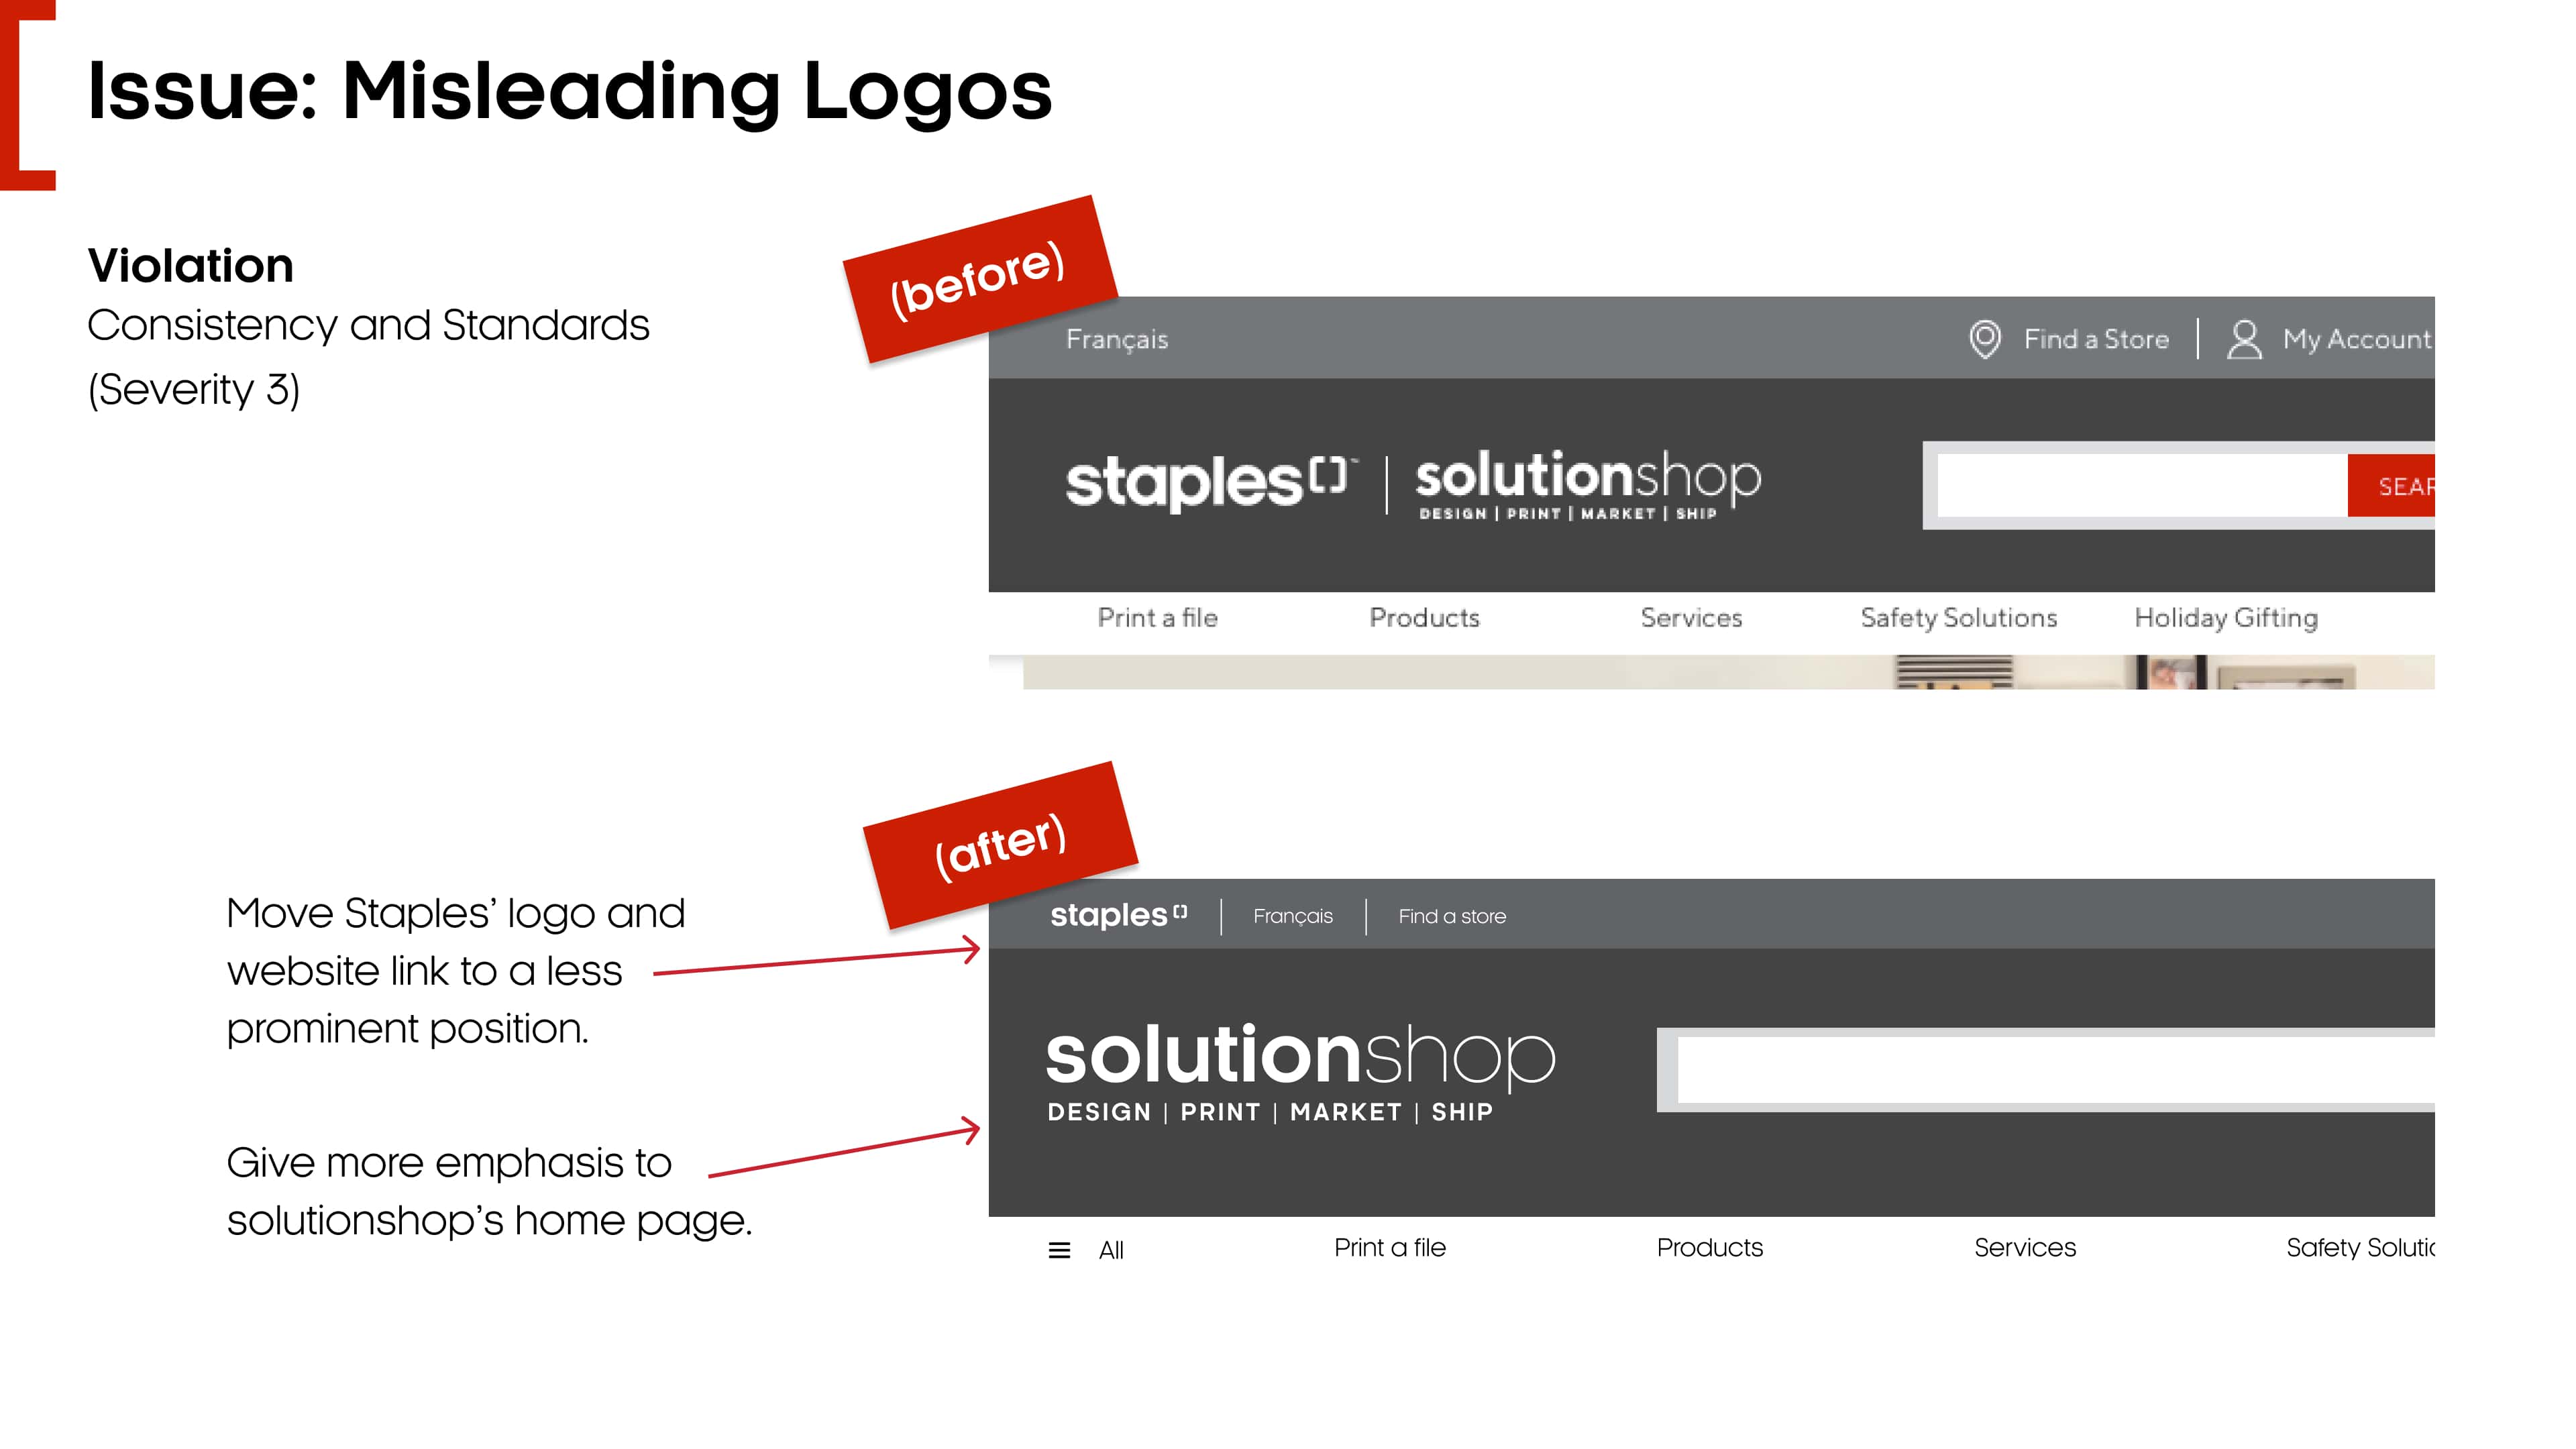 Issue: Misleading Logos
Violation
Consistency and Standards
(Severity 3)
(before)
Français
Find a Store | My Account
staples™ | solutionshop
DESIGN | PRINT | MARKET | SHIP
SEAR
Print a file Products Services Safety Solutions Holiday Gifting
(after)
Move Staples’ logo and
website link to a less
prominent position.
Give more emphasis to
solutionshop’s home page.
staples | Français | Find a store
solutionshop
DESIGN | PRINT | MARKET | SHIP
All Print a file Products Services Safety Soluti